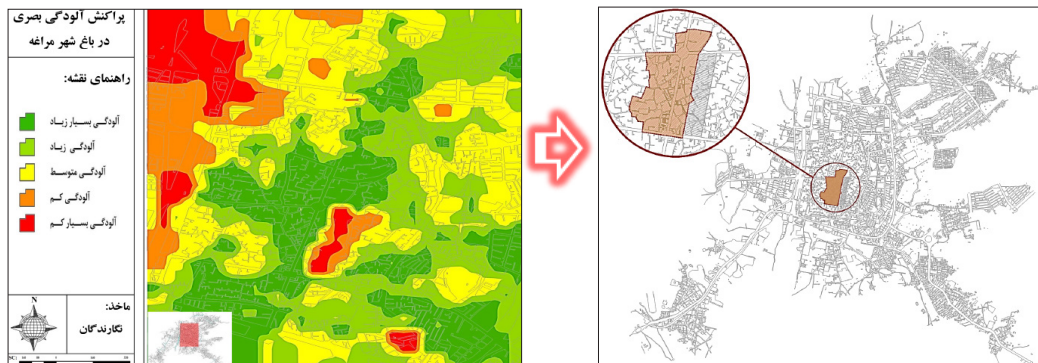 پراکنش آلودگی بصری
در باغ شهر مراغه
راهنمای نقشه:
آلودگی بسیار زیاد
آلودگی زیاد
آلودگی متوسط
آلودگی کم
آلودگی بسیار کم
N
ماخذ:
نگارندگان